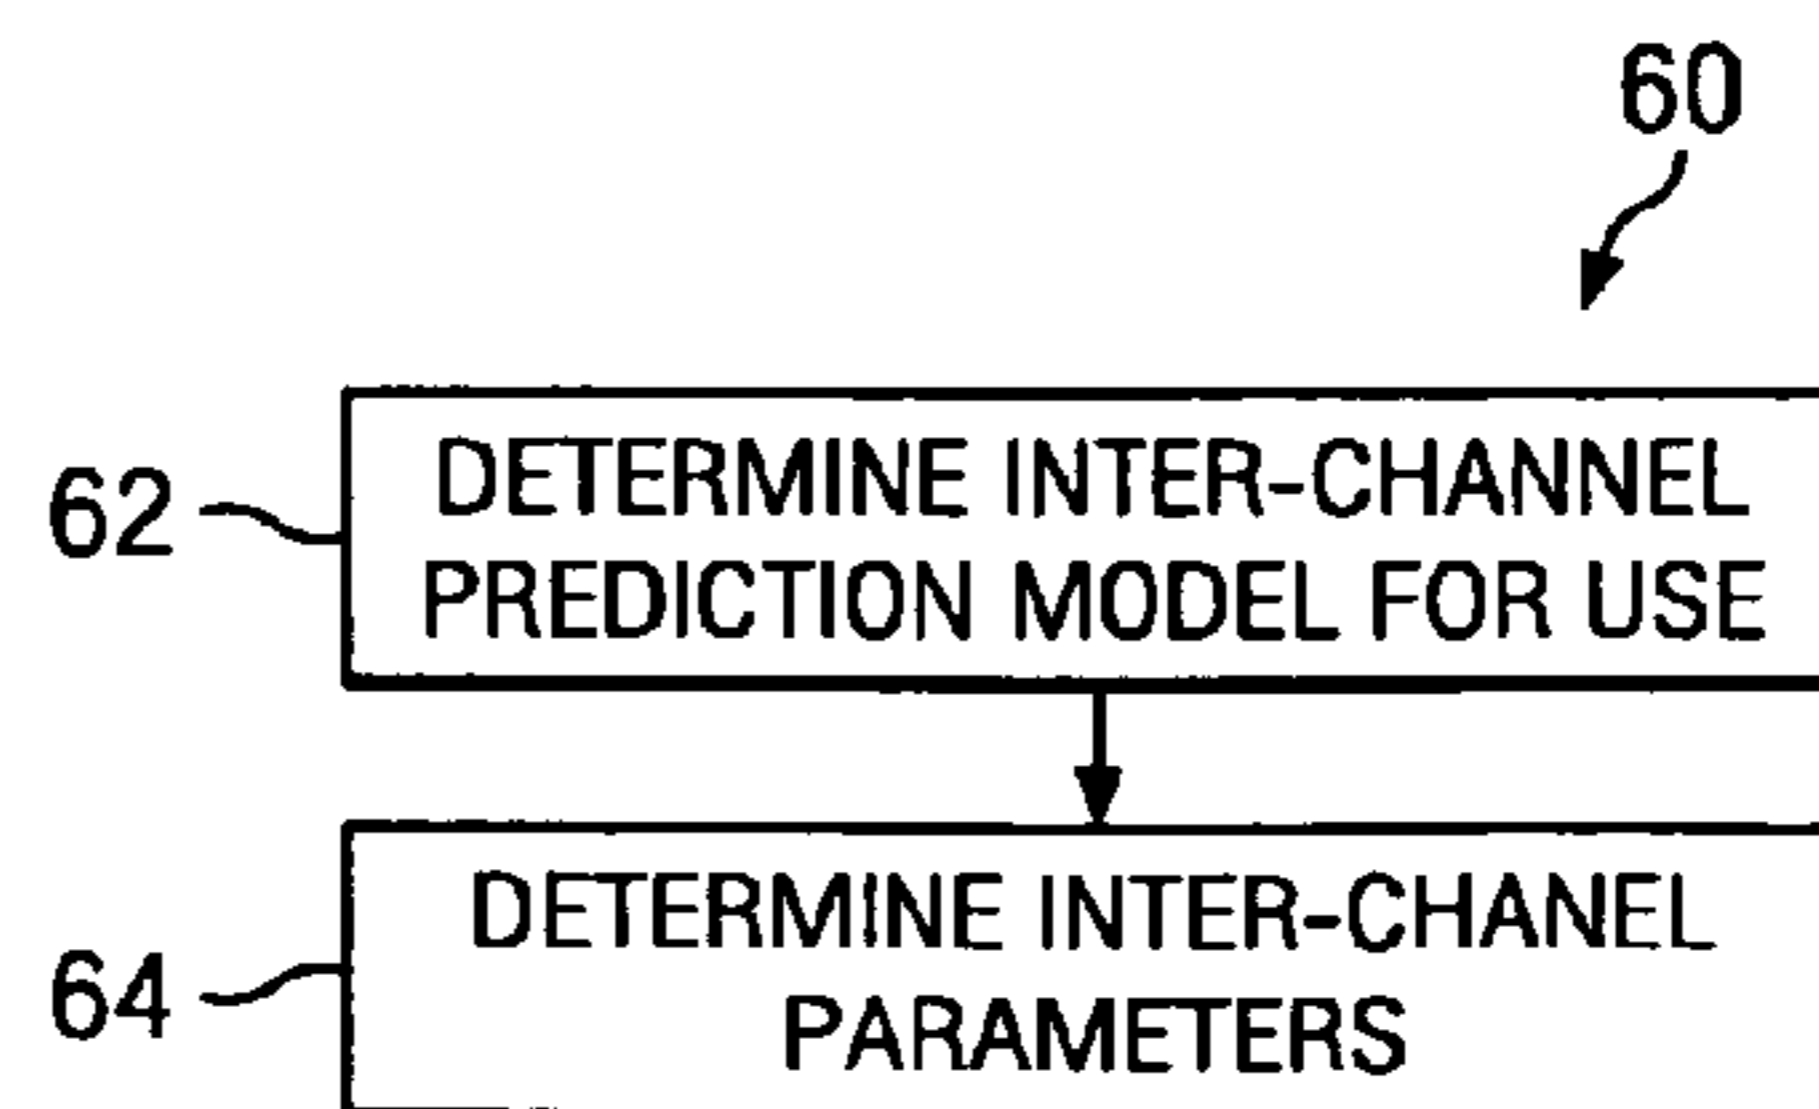 60
62
DETERMINE INTER-CHANNEL
PREDICTION MODEL FOR USE
64
DETERMINE INTER-CHANEL
PARAMETERS